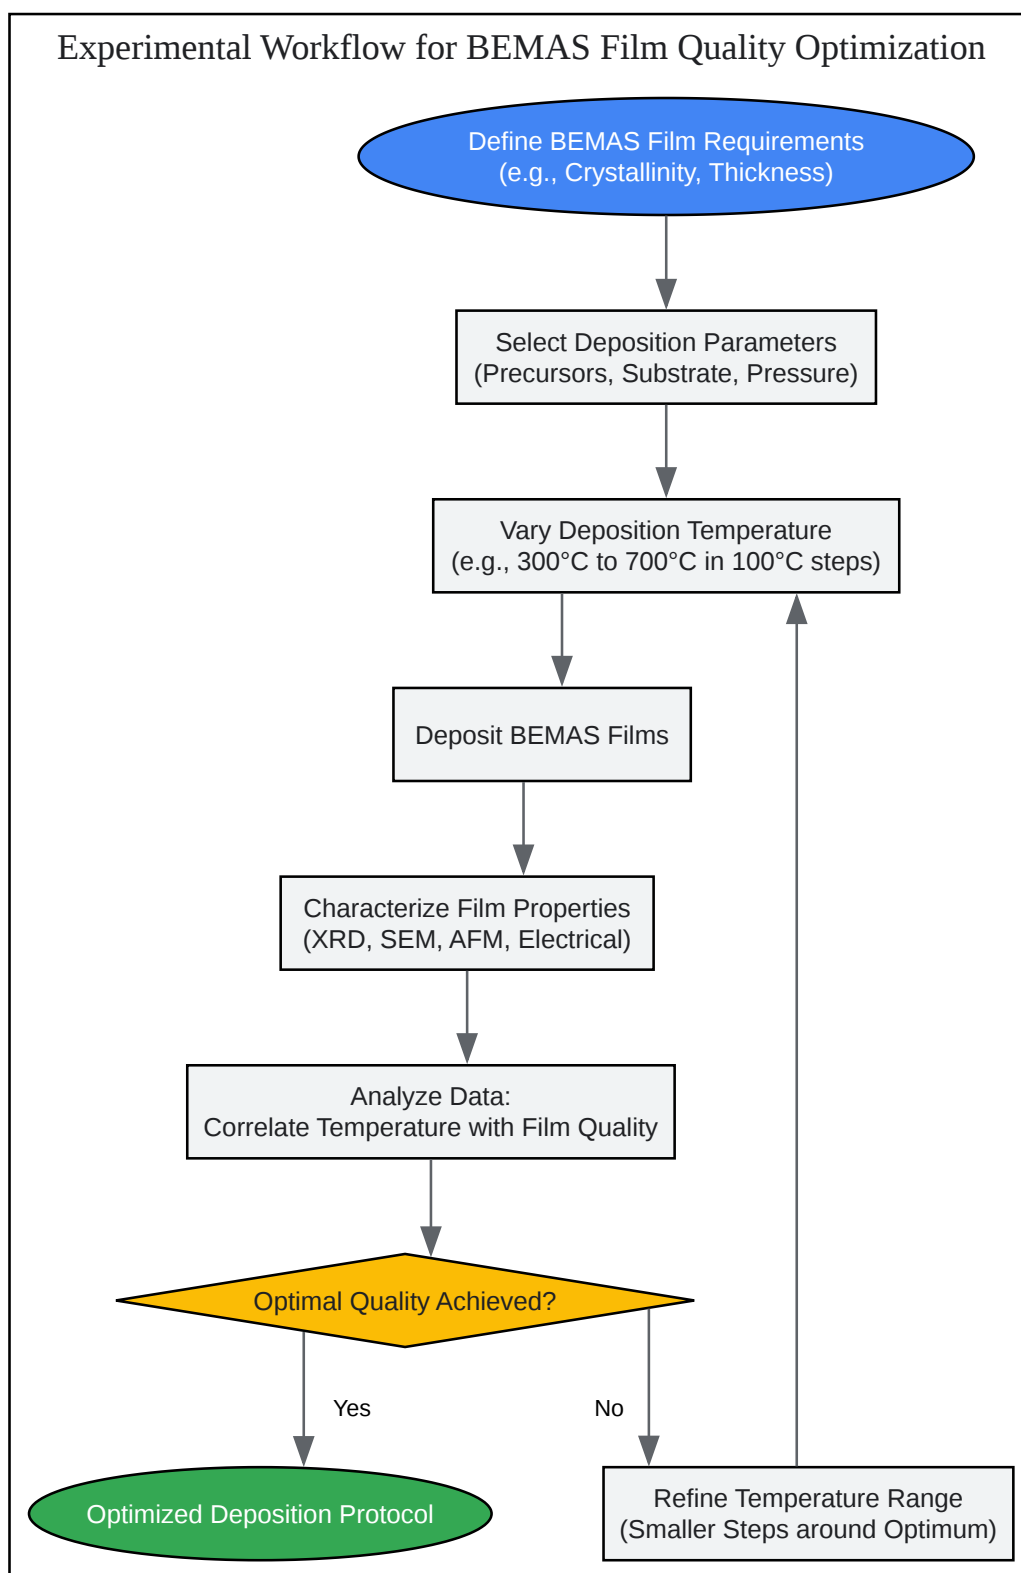 Experimental Workflow for BEMAS Film Quality Optimization
Define BEMAS Film Requirements
(e.g., Crystallinity, Thickness)
Select Deposition Parameters
(Precursors, Substrate, Pressure)
Vary Deposition Temperature
(e.g., 300°C to 700°C in 100°C steps)
Deposit BEMAS Films
Characterize Film Properties
(XRD, SEM, AFM, Electrical)
Analyze Data:
Correlate Temperature with Film Quality
Optimal Quality Achieved?
Yes
No
Optimized Deposition Protocol
Refine Temperature Range
(Smaller Steps around Optimum)